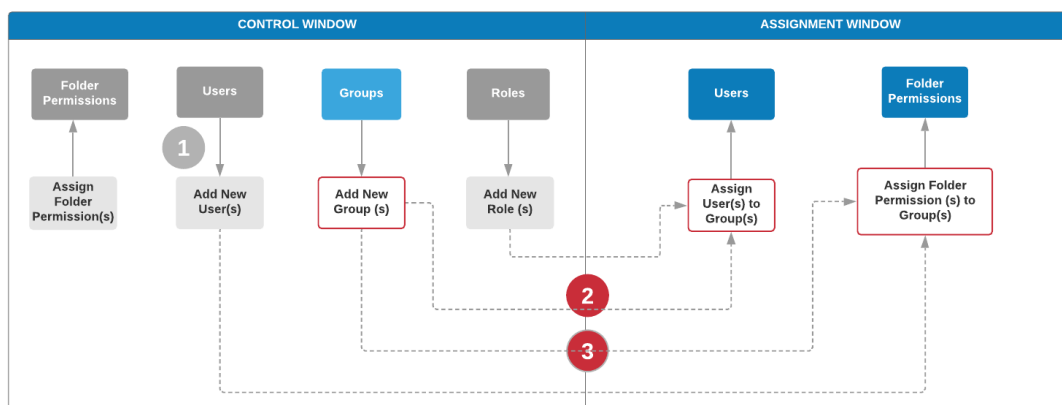 CONTROL WINDOW
ASSIGNMENT WINDOW
Folder
Permissions
Users
Groups
Roles
Users
Folder
Permissions
1
Assign
Folder
Permission(s)
Add New
User(s)
Add New
Group (s)
Add New
Role (s)
Assign
User(s) to
Group(s)
Assign Folder
Permission (s) to
Group(s)
2
3